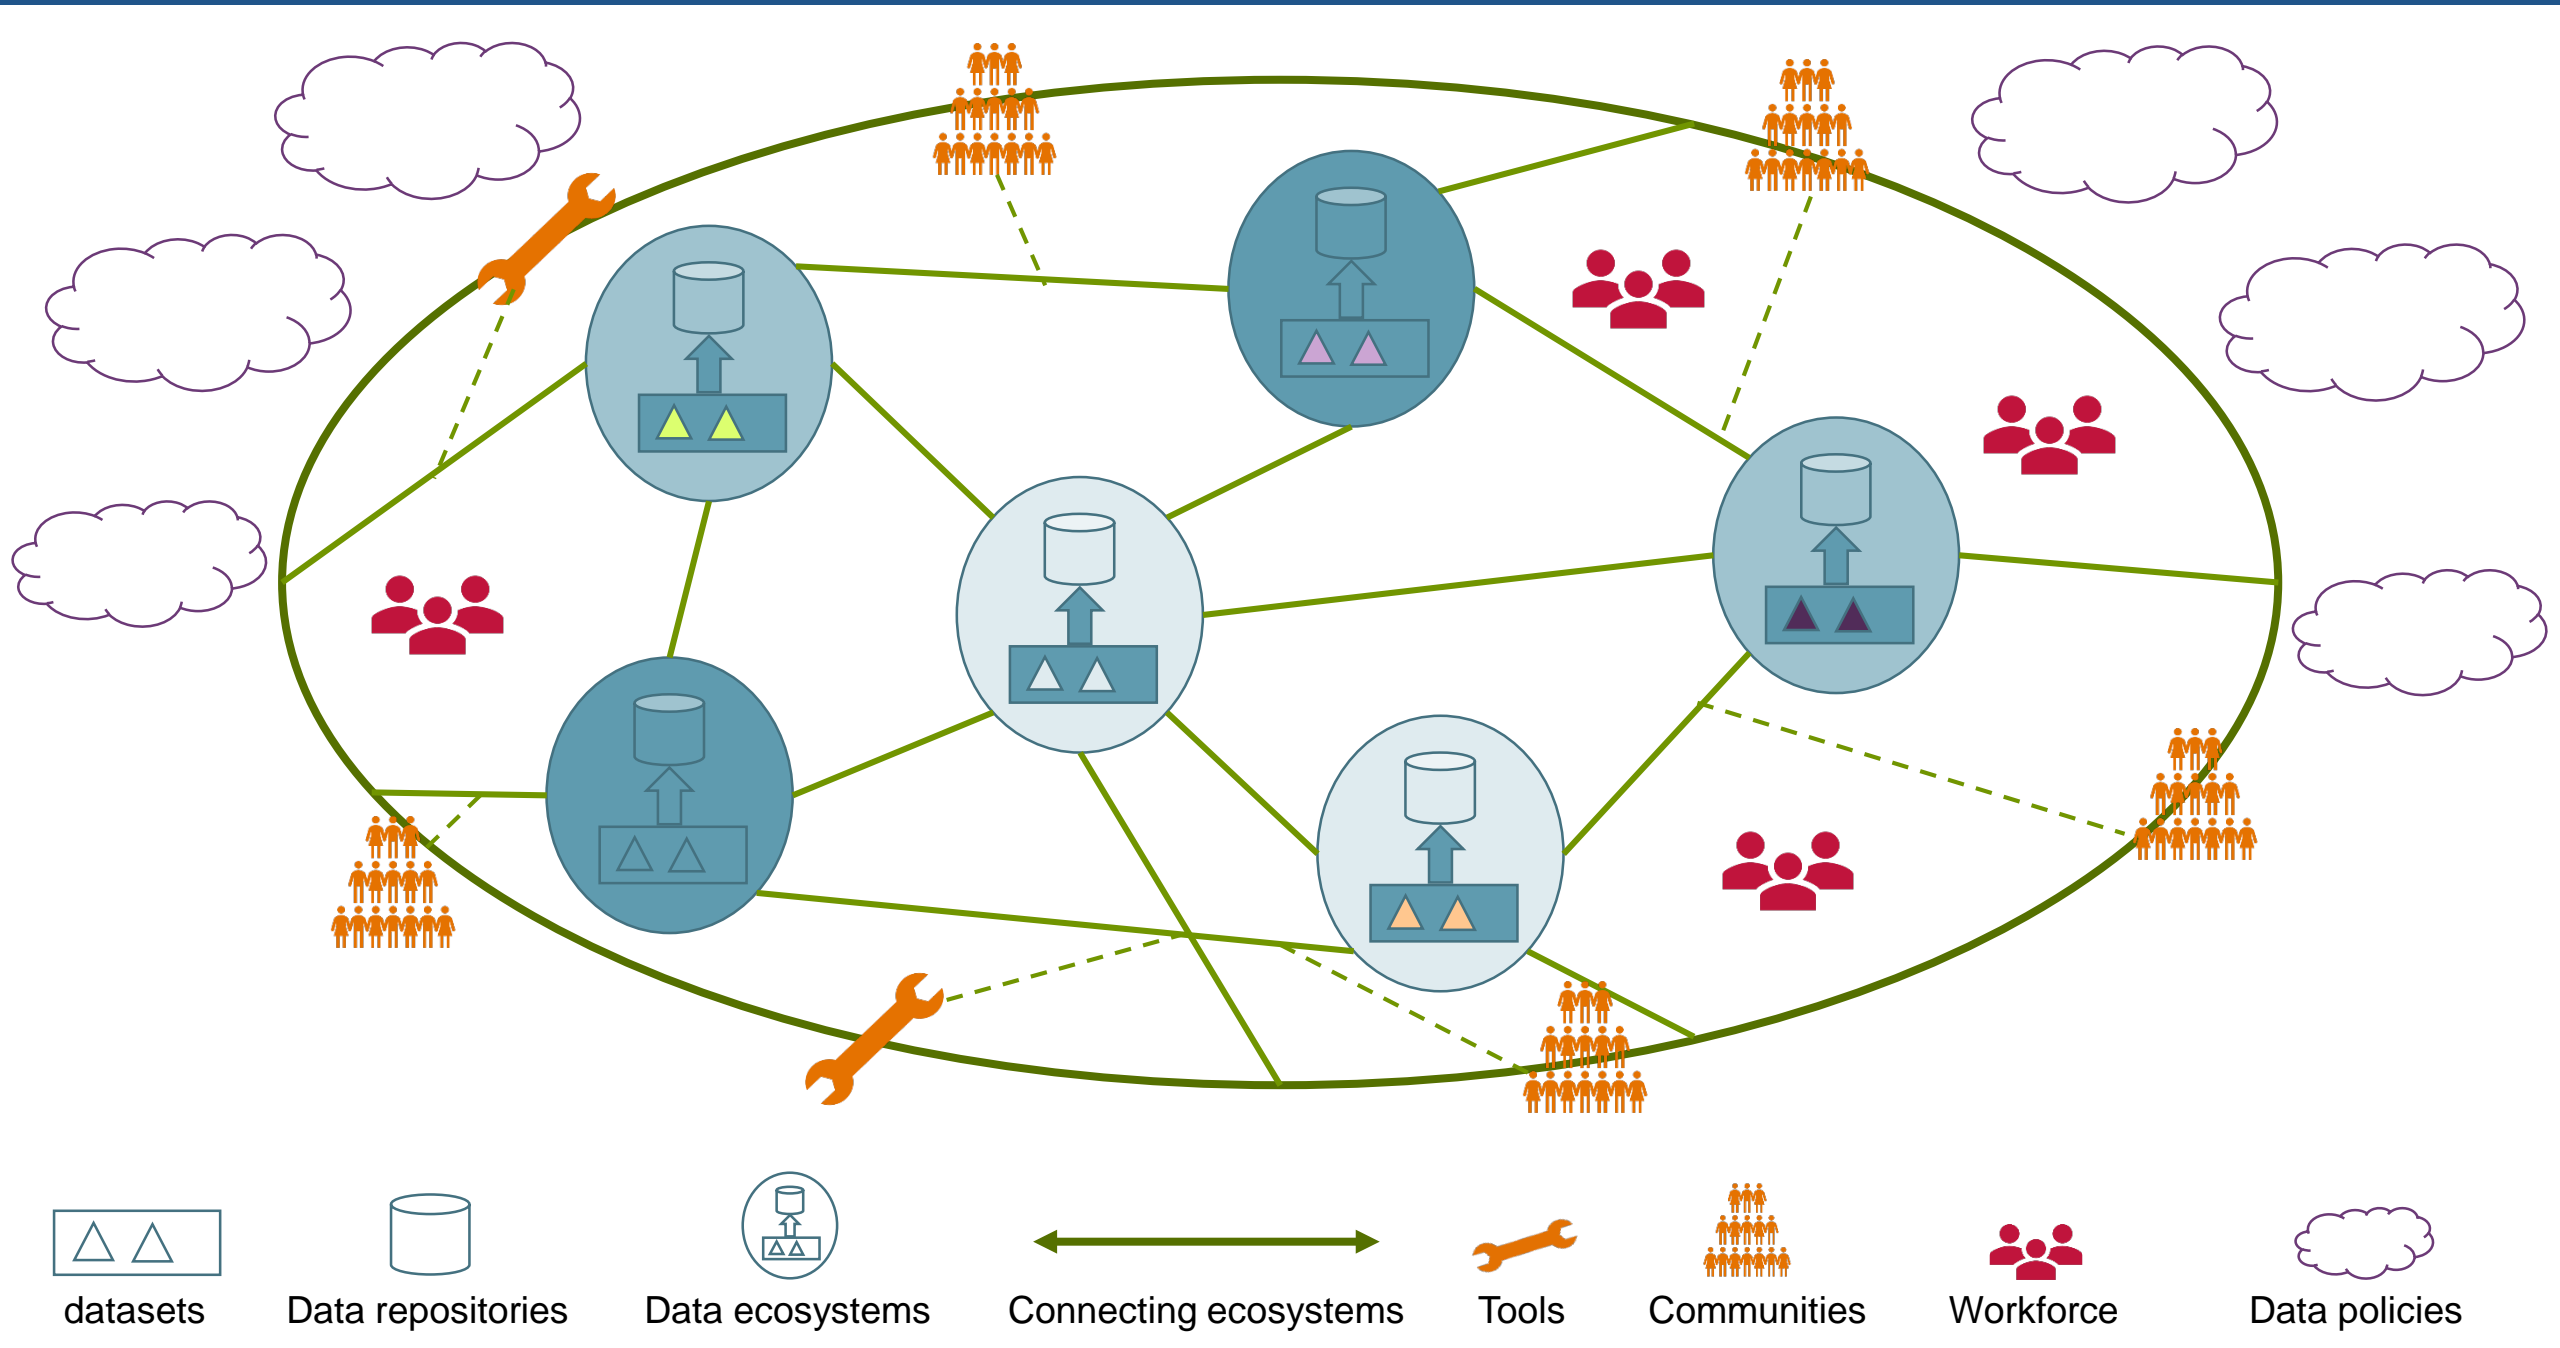 datasets
Data repositories
Data ecosystems
Connecting ecosystems
Tools
Communities
Workforce
Data policies